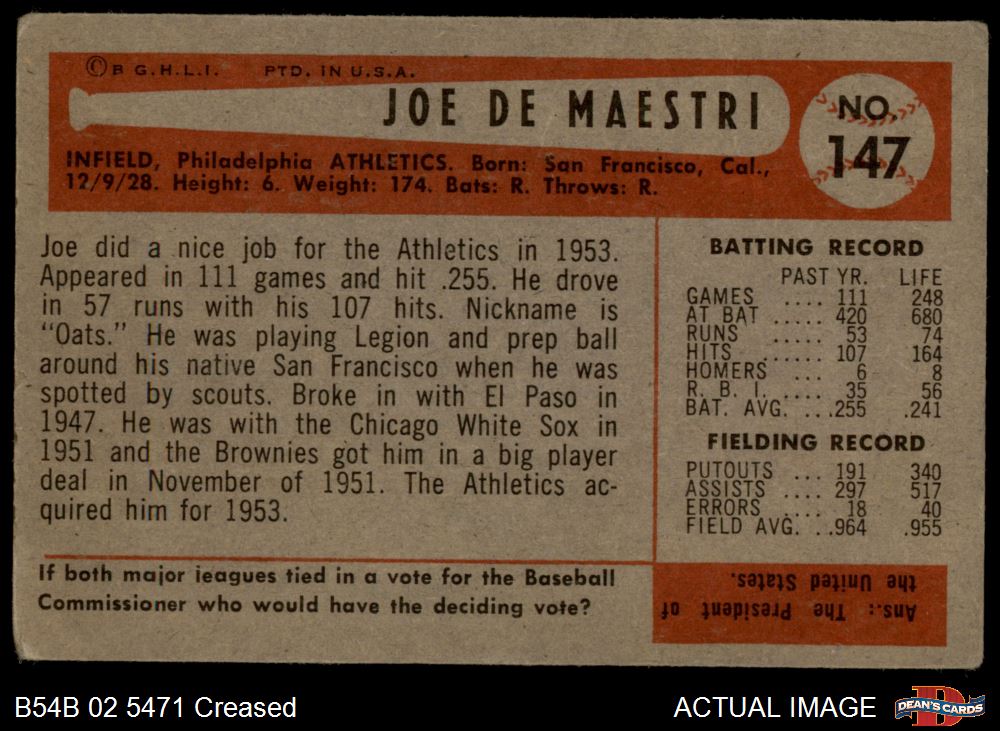 © B G.H.L.I. PTD. IN U.S.A.
JOE DE MAESTRI
NO.
147
INFIELD, Philadelphia ATHLETICS. Born: San Francisco, Cal.,
12/9/28. Height: 6. Weight: 174. Bats: R. Throws: R.
Joe did a nice job for the Athletics in 1953.
Appeared in 111 games and hit .255. He drove
in 57 runs with his 107 hits. Nickname is
"Oats." He was playing Legion and prep ball
around his native San Francisco when he was
spotted by scouts. Broke in with El Paso in
1947. He was with the Chicago White Sox in
1951 and the Brownies got him in a big player
deal in November of 1951. The Athletics ac-
quired him for 1953.
BATTING RECORD
PAST YR. LIFE
GAMES .... 111 248
AT BAT ..... 420 680
RUNS .... 53 74
HITS ...... 107 164
HOMERS ... 6 8
R. B. I. .... 35 56
BAT. AVG. ...255 .241
FIELDING RECORD
PUTOUTS ... 191 340
ASSISTS .... 297 517
ERRORS .... 18 40
FIELD AVG. ...964 .955
If both major ieagues tied in a vote for the Baseball
Commissioner who would have the deciding vote?
Ans.: The President of
the United States.
B54B 02 5471 Creased
ACTUAL IMAGE
DEAN'S CARDS